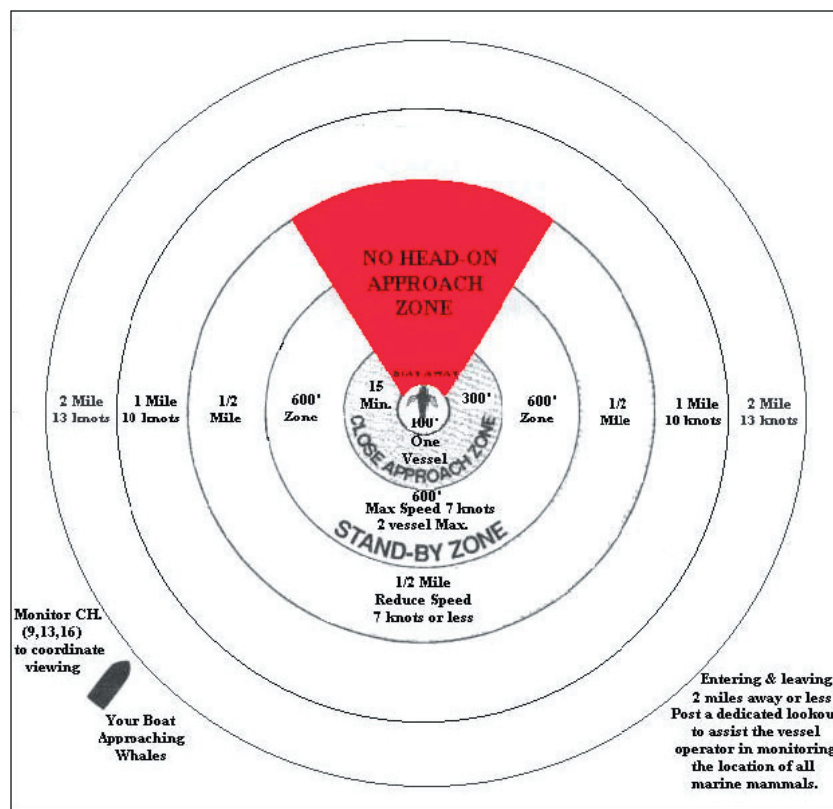 NO HEAD-ON
APPROACH
ZONE
2 Mile
13 knots
1 Mile
10 knots
1/2
Mile
600'
Zone
15
Min.
300'
600'
Zone
1/2
Mile
1 Mile
10 knots
2 Mile
13 knots
100'
One
Vessel
CLOSE APPROACH ZONE
600'
Max Speed 7 knots
2 vessel Max.
STAND-BY ZONE
1/2 Mile
Reduce Speed
7 knots or less
Monitor CH.
(9,13,16)
to coordinate
viewing
Your Boat
Approaching
Whales
Entering & leaving
2 miles away or less
Post a dedicated lookout
to assist the vessel
operator in monitoring
the location of all
marine mammals.